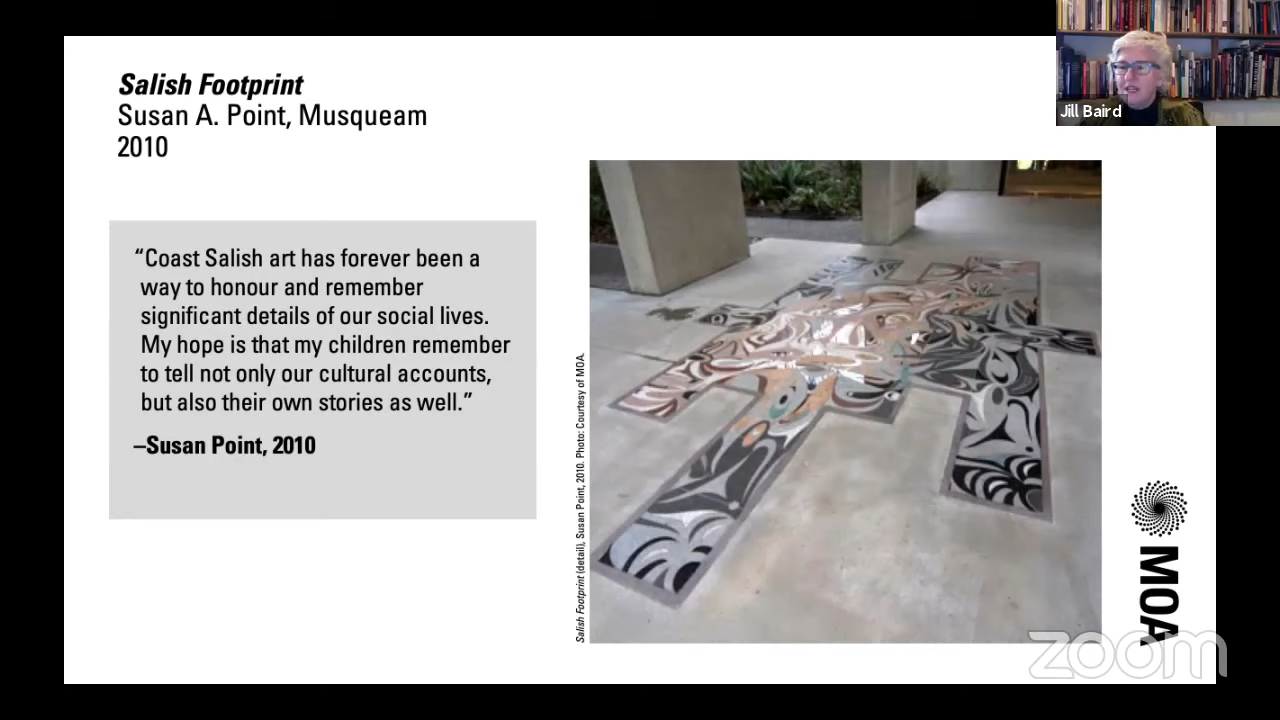 Salish Footprint
Susan A. Point, Musqueam
2010
“Coast Salish art has forever been a
way to honour and remember
significant details of our social lives.
My hope is that my children remember
to tell not only our cultural accounts,
but also their own stories as well.”
–Susan Point, 2010
Salish Footprint (detail), Susan Point, 2010. Photo: Courtesy of MOA.
Jill Baird
MOA
zoom